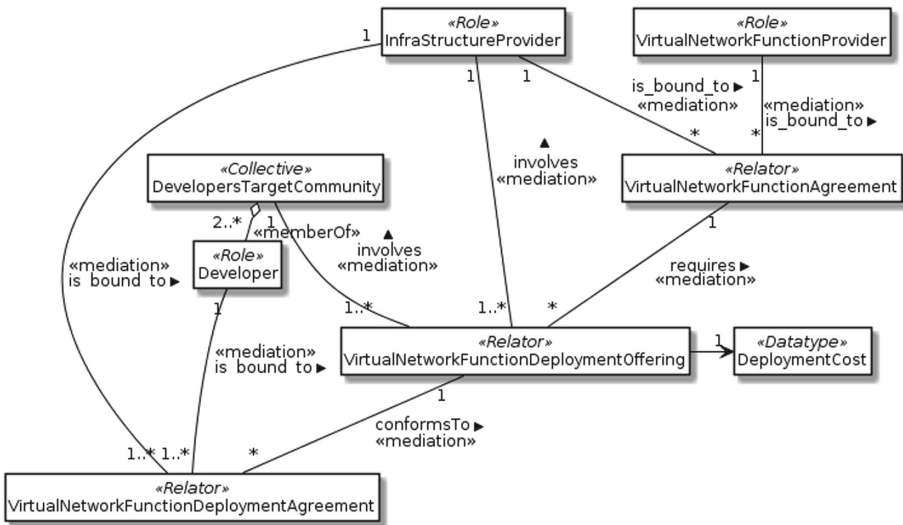 «Role»
InfraStructureProvider
«Role»
VirtualNetworkFunctionProvider
1
1
1
1
is_bound_to ▶
«mediation»
«mediation»
is_bound_to ▶
*
*
▲
involves
«mediation»
«Collective»
DevelopersTargetCommunity
«Relator»
VirtualNetworkFunctionAgreement
2..*
1
«memberOf»
1
▲
involves
«mediation»
«Role»
Developer
«mediation»
is bound to ▶
requires ▶
«mediation»
1
1..*
1..*
*
«Relator»
VirtualNetworkFunctionDeploymentOffering
1
«Datatype»
DeploymentCost
«mediation»
is bound to ▶
1
conformsTo ▶
«mediation»
1..*
1..*
*
«Relator»
VirtualNetworkFunctionDeploymentAgreement